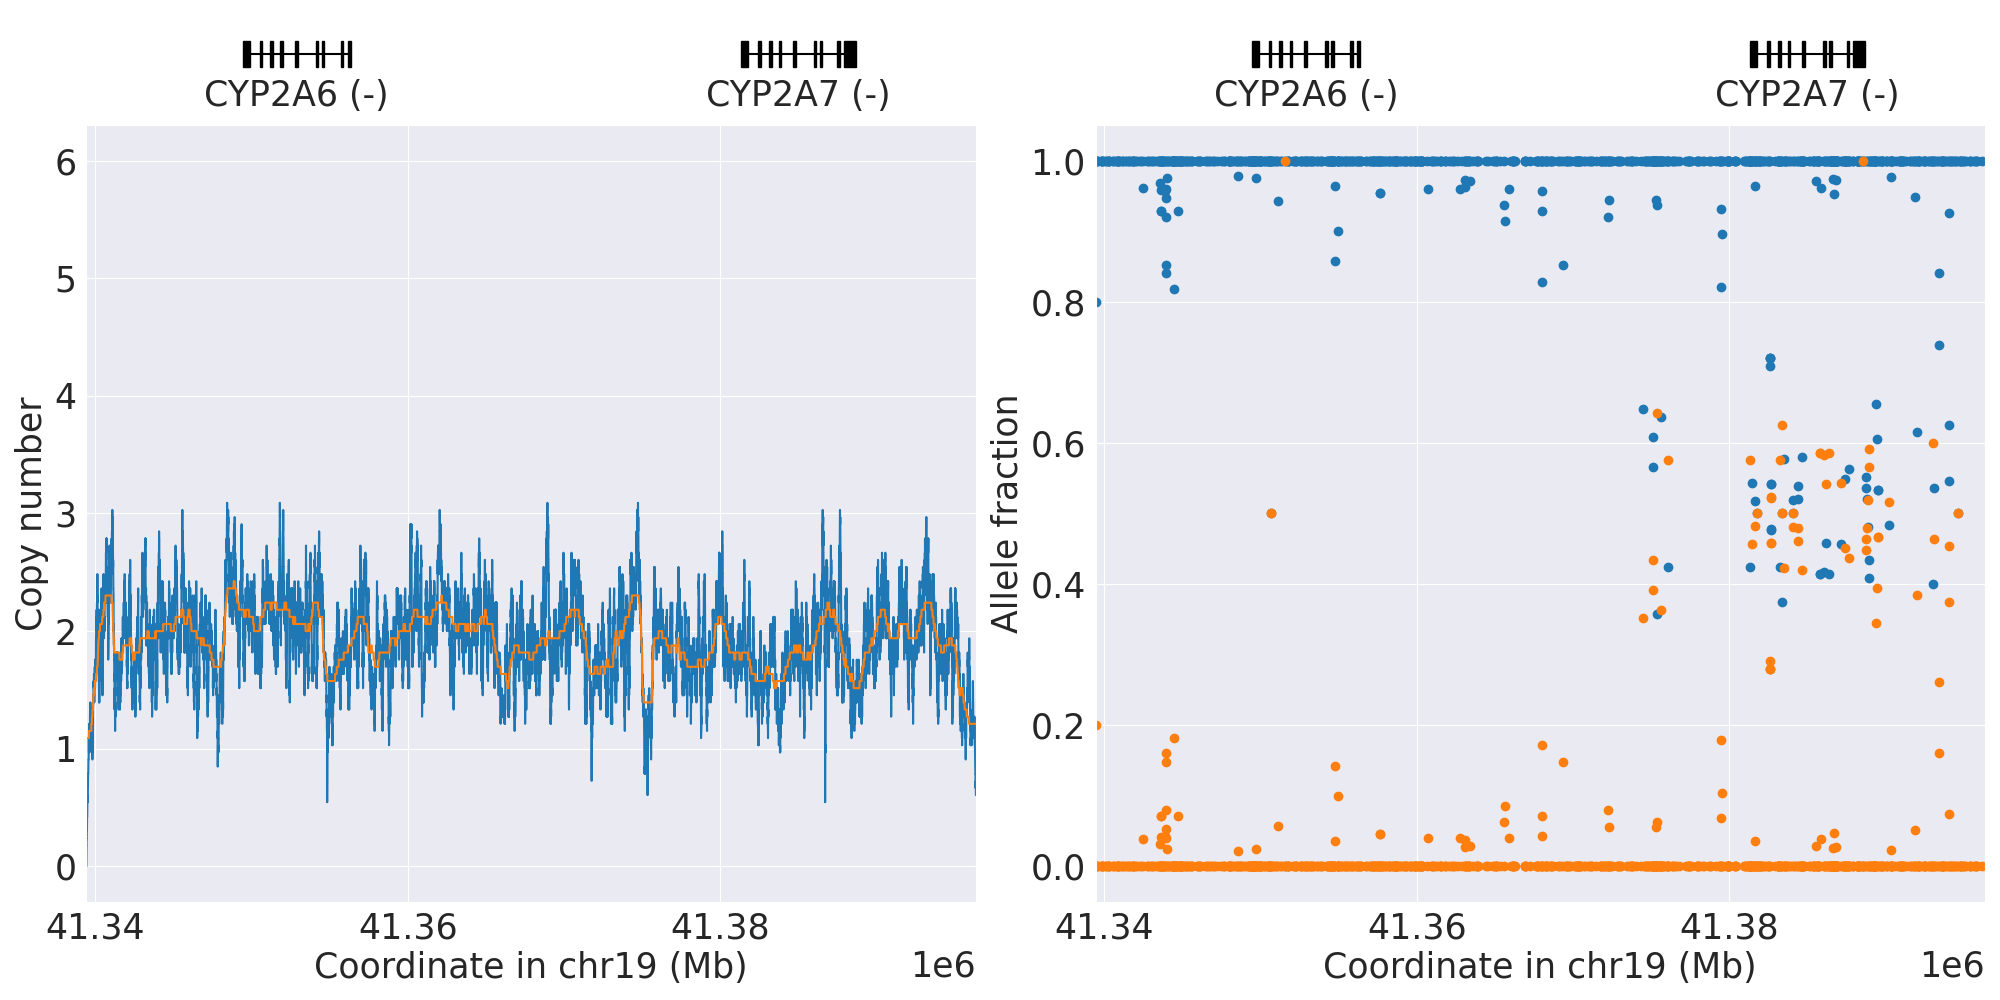 CYP2A6 (-)
CYP2A7 (-)
CYP2A6 (-)
CYP2A7 (-)
Copy number
6
5
4
3
2
1
0
41.34
41.36
41.38
Coordinate in chr19 (Mb)
1e6
Allele fraction
1.0
0.8
0.6
0.4
0.2
0.0
41.34
41.36
41.38
Coordinate in chr19 (Mb)
1e6